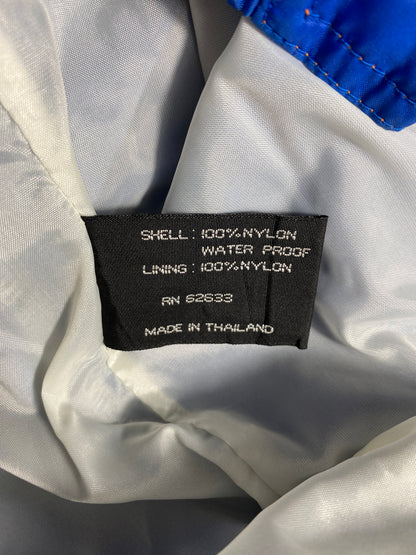 SHELL: 100% NYLON
WATER PROOF
LINING: 100% NYLON
RN 62633
MADE IN THAILAND